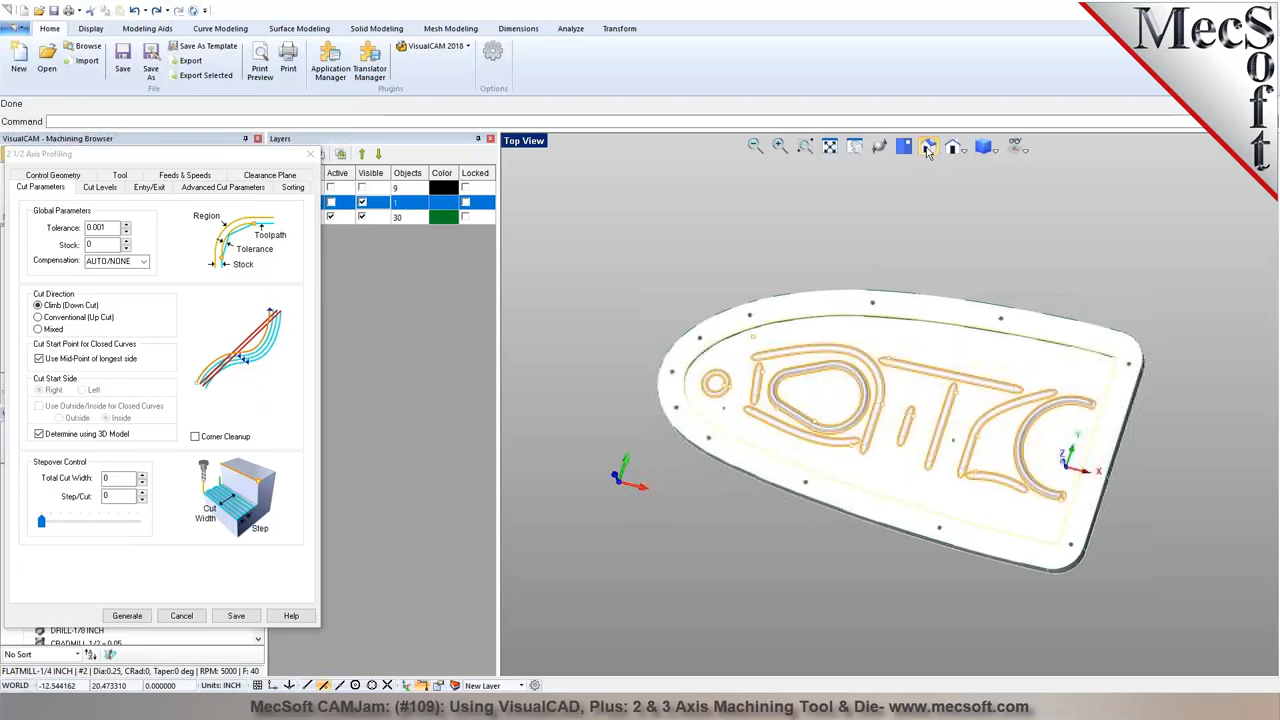 Home Display Modeling Aids Curve Modeling Surface Modeling Solid Modeling Mesh Modeling Dimensions Analyze Transform
New
Open
Browse
Import
Save
Save As
Save As Template
Export
Export Selected
Print Preview
Print
Application Manager
Translator Manager
VisualCAM 2018
File
Plugins
Options
MecSoft
Done
Command
VisualCAM - Machining Browser
Layers
Top View
2 1/2 Axis Profiling
Control Geometry Tool Feeds & Speeds Clearance Plane
Cut Parameters Cut Levels Entry/Exit Advanced Cut Parameters Sorting
Active Visible Objects Color Locked
9
1
30
Global Parameters
Tolerance: 0.001
Stock: 0
Compensation: AUTO/NONE
Region
Toolpath
Tolerance
Stock
Cut Direction
Climb (Down Cut)
Conventional (Up Cut)
Mixed
Cut Start Point for Closed Curves
Use Mid-Point of longest side
Cut Start Side
Right Left
Use Outside/Inside for Closed Curves
Outside Inside
Determine using 3D Model
Corner Cleanup
Stepover Control
Total Cut Width: 0
Step/Cut: 0
Cut Width
Step
Generate Cancel Save Help
DRILL-1/8 INCH
CRADMILL-1/2 - 0.05
No Sort
FLATMILL-1/4 INCH | #2 | Dia:0.25, CRad:0, Taper:0 deg | RPM: 5000 | F: 40
WORLD -12.544162 20.473310 0.000000 Units: INCH New Layer
Y
Z
X
MecSoft CAMJam: (#109): Using VisualCAD, Plus: 2 & 3 Axis Machining Tool & Die- www.mecsoft.com